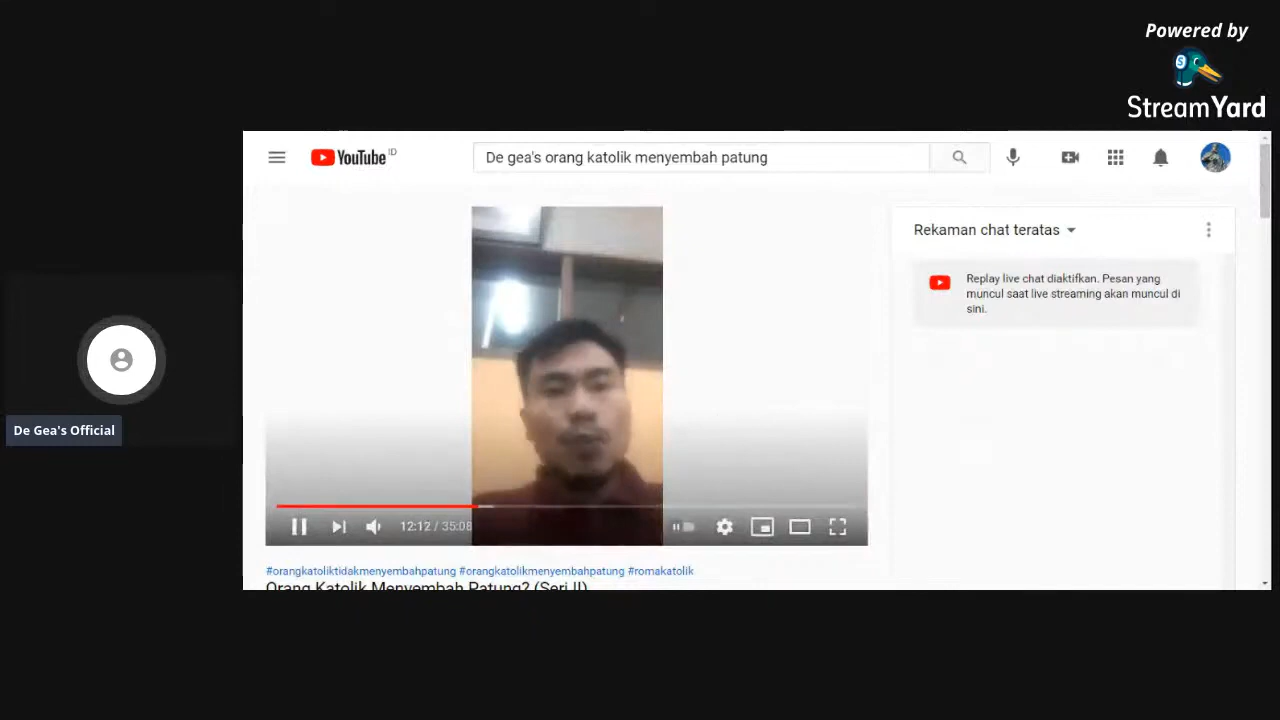 Powered by
StreamYard
YouTube ID
De gea's orang katolik menyembah patung
Rekaman chat teratas
Replay live chat diaktifkan. Pesan yang
muncul saat live streaming akan muncul di
sini.
De Gea's Official
12:12 / 35:08
#orangkatoliktidakmenyembahpatung #orangkatolikmenyembahpatung #romakatolik
Orang Katolik Menyembah Patung? (Seri II)